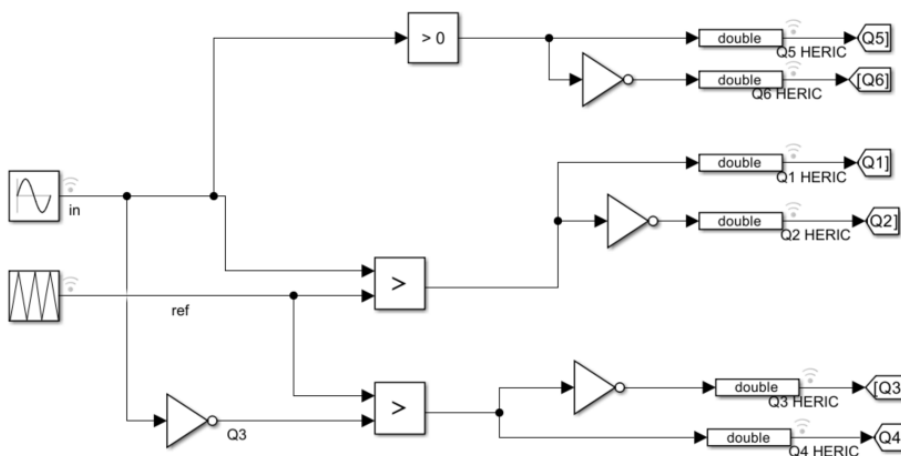 > 0
double
Q5]
Q5 HERIC
double
[Q6]
Q6 HERIC
double
Q1]
Q1 HERIC
in
double
Q2]
Q2 HERIC
>
ref
double
[Q3
Q3 HERIC
>
Q3
double
Q4
Q4 HERIC